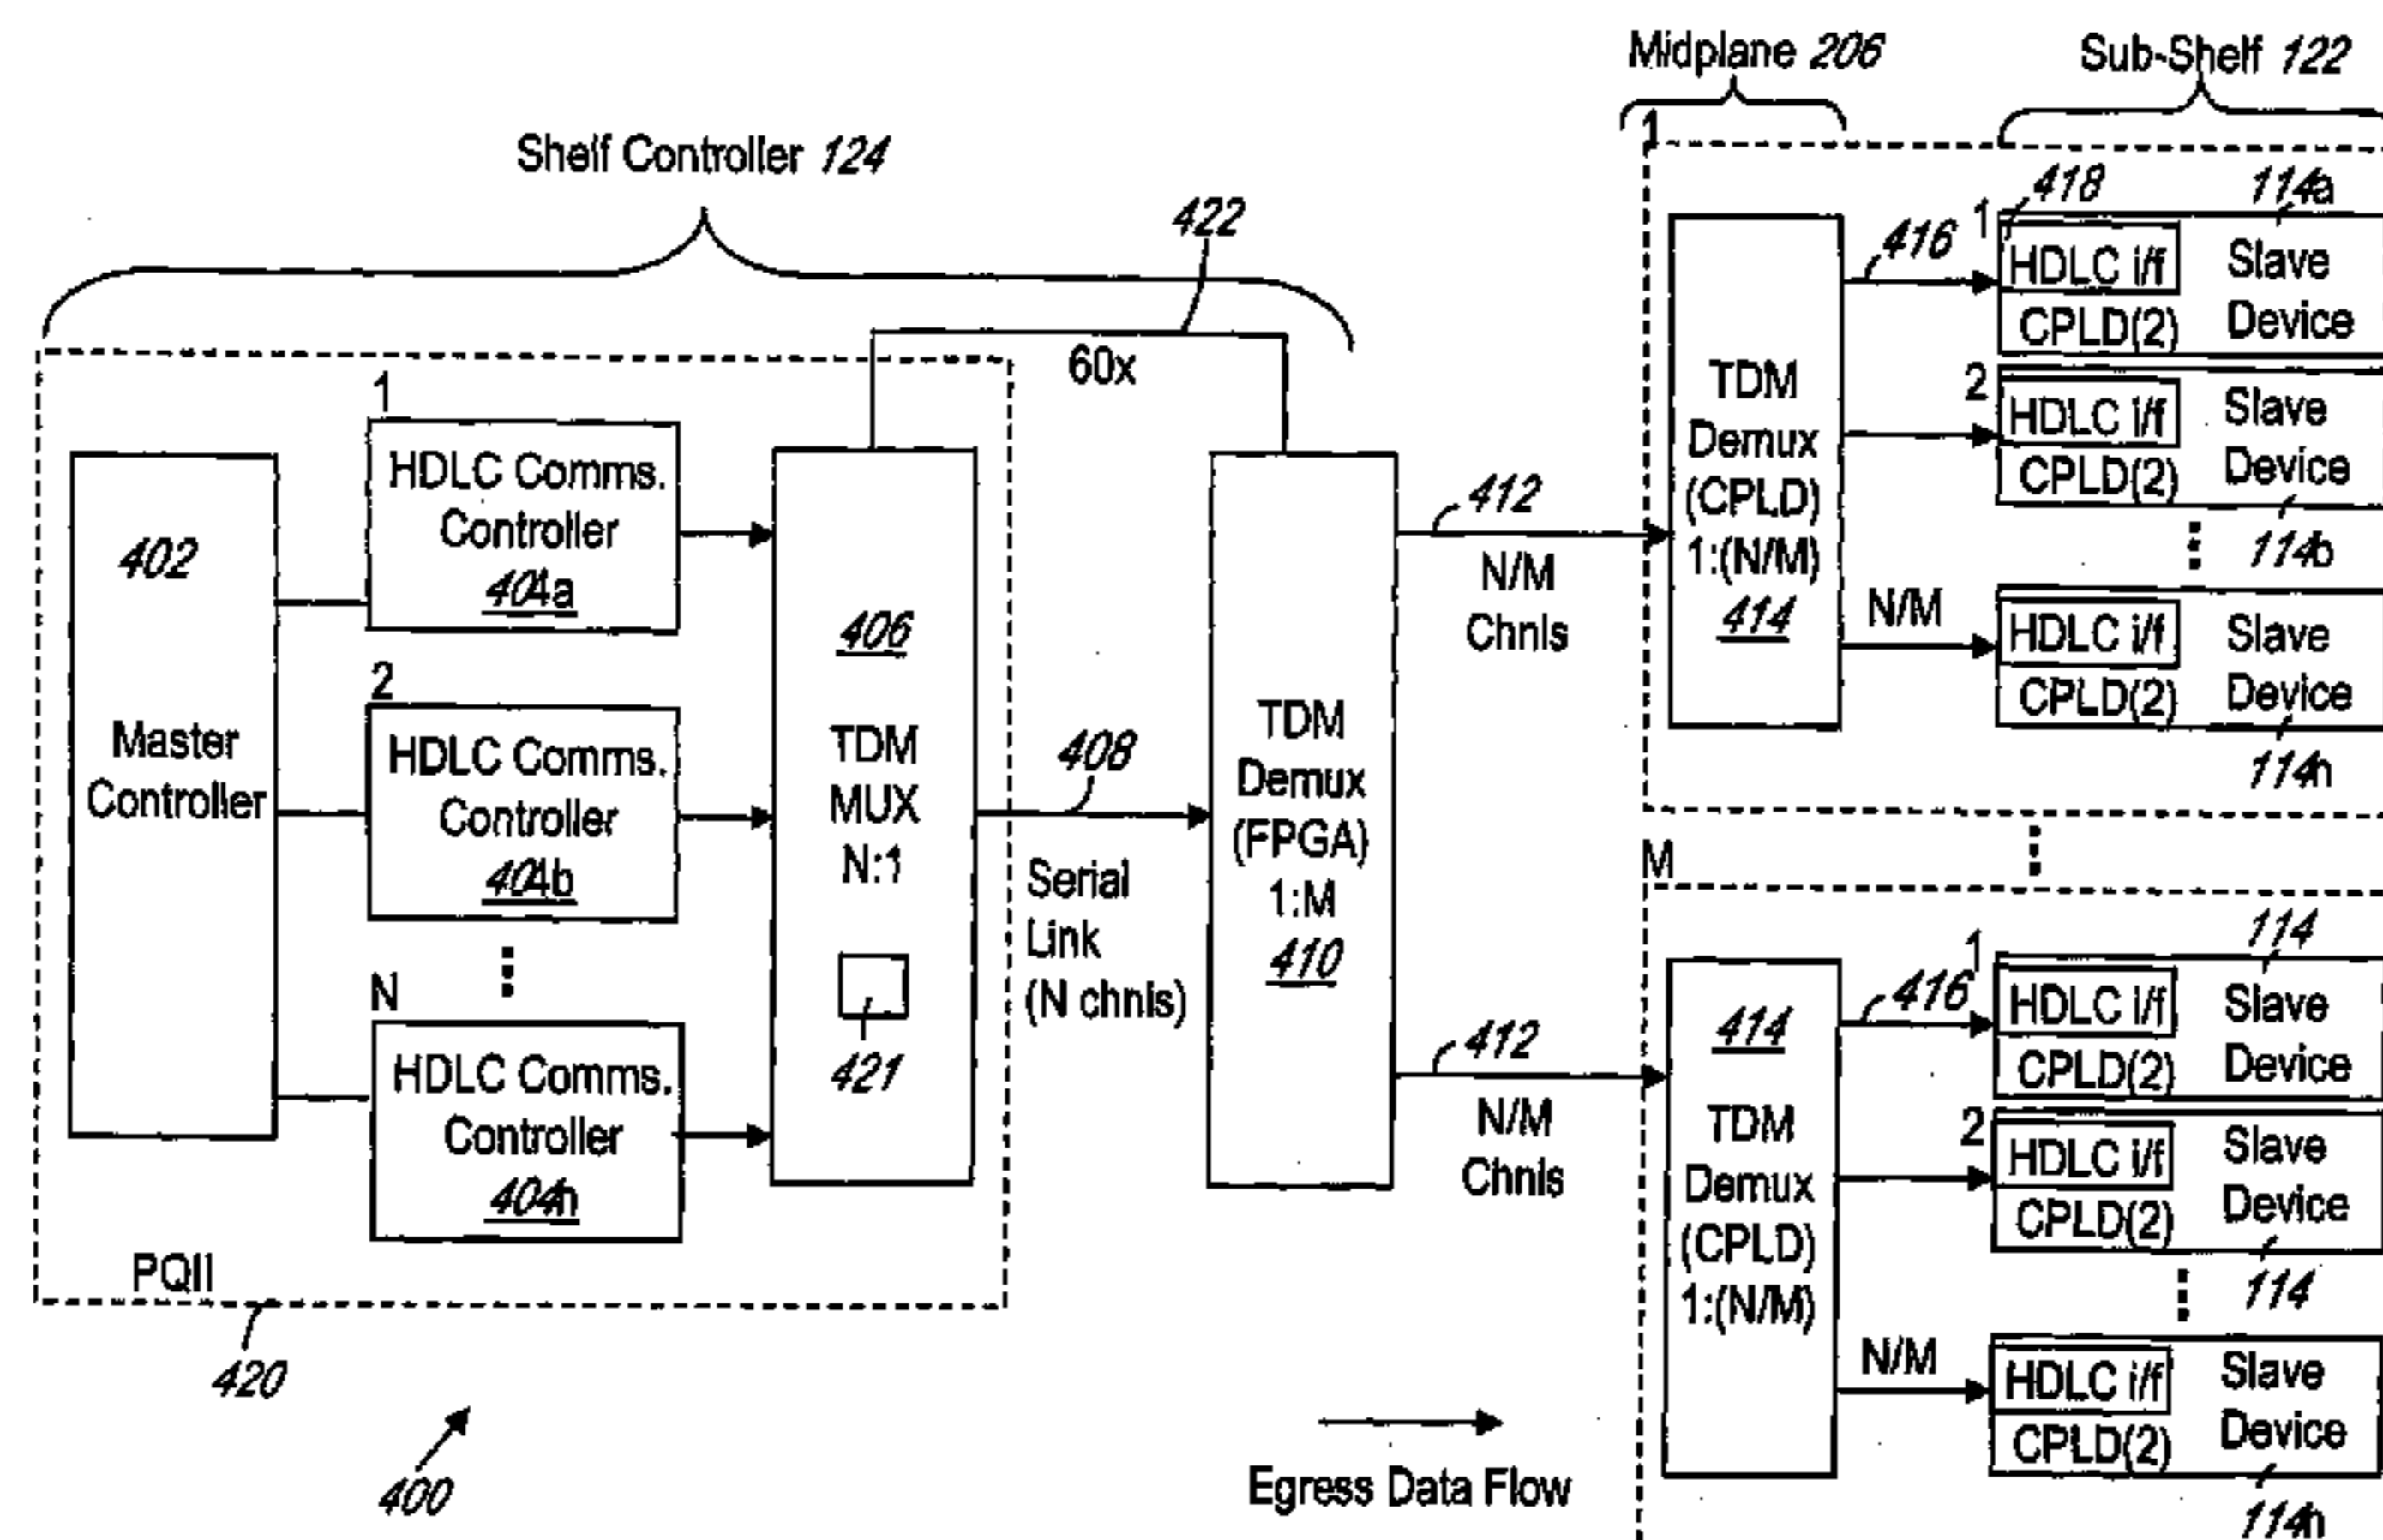 Midplane 206
Sub-Shelf 122
Shelf Controller 124
422
60x
402
Master
Controller
1
HDLC Comms.
Controller
404a
2
HDLC Comms.
Controller
404b
N
HDLC Comms.
Controller
404n
406
TDM
MUX
N:1
421
PQII
420
400
408
Serial
Link
(N chnls)
TDM
Demux
(FPGA)
1:M
410
412
N/M
Chnls
412
N/M
Chnls
Egress Data Flow
1
TDM
Demux
(CPLD)
1:(N/M)
414
416
N/M
1
418
114a
HDLC i/f
CPLD(2)
Slave
Device
2
HDLC i/f
CPLD(2)
Slave
Device
114b
HDLC i/f
CPLD(2)
Slave
Device
114n
M
414
TDM
Demux
(CPLD)
1:(N/M)
416
N/M
1
114
HDLC i/f
CPLD(2)
Slave
Device
2
HDLC i/f
CPLD(2)
Slave
Device
114
HDLC i/f
CPLD(2)
Slave
Device
114n